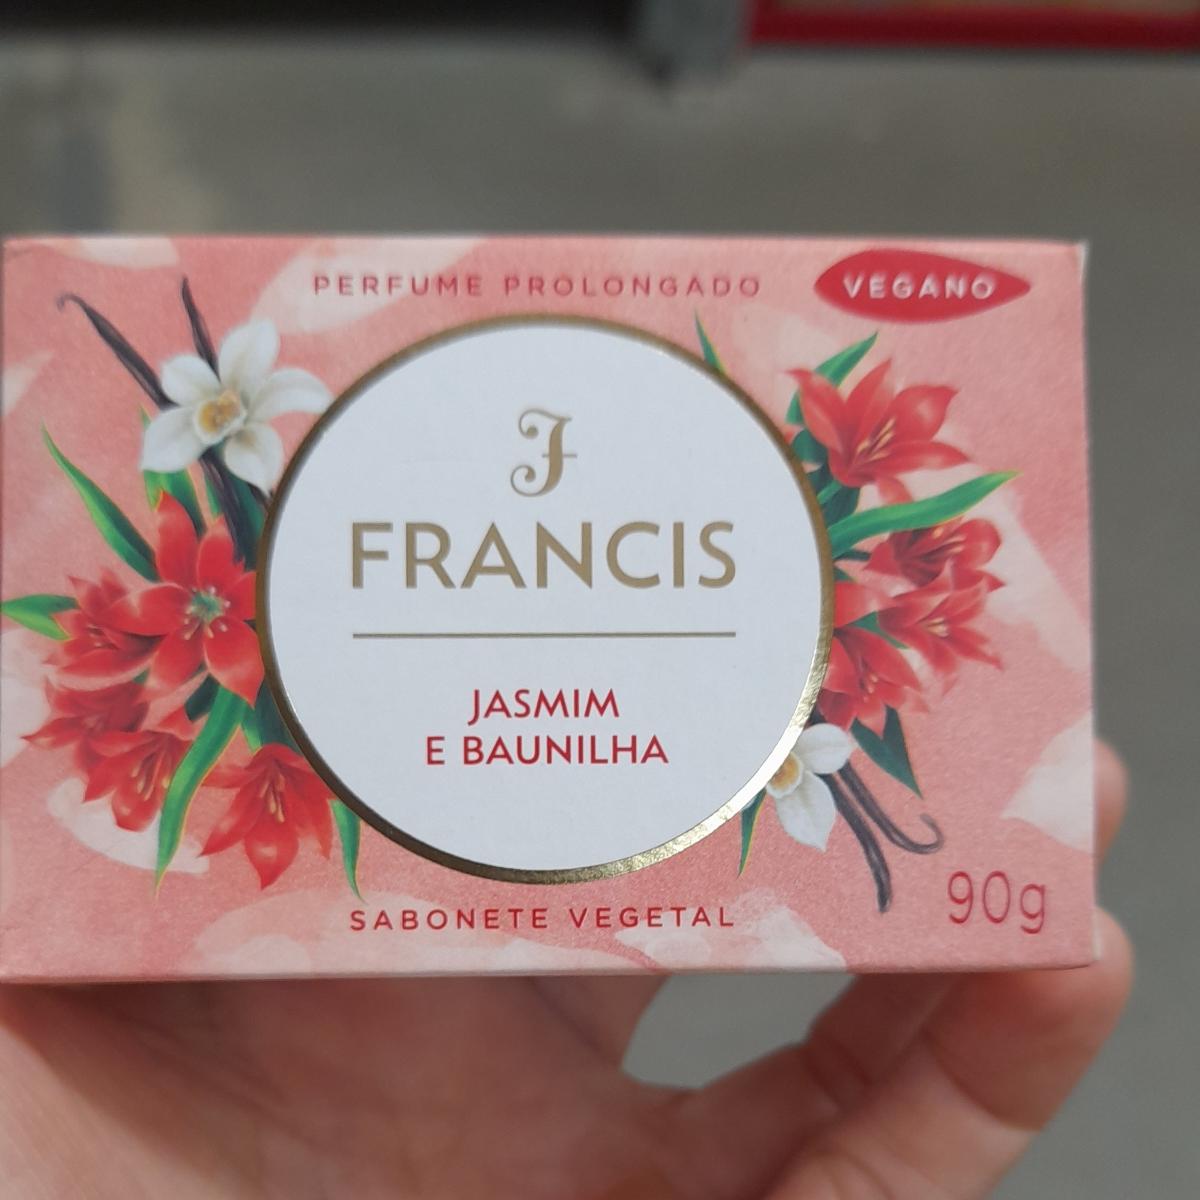 PERFUME PROLONGADO
VEGANO
F
FRANCIS
JASMIM
E BAUNILHA
SABONETE VEGETAL
90g